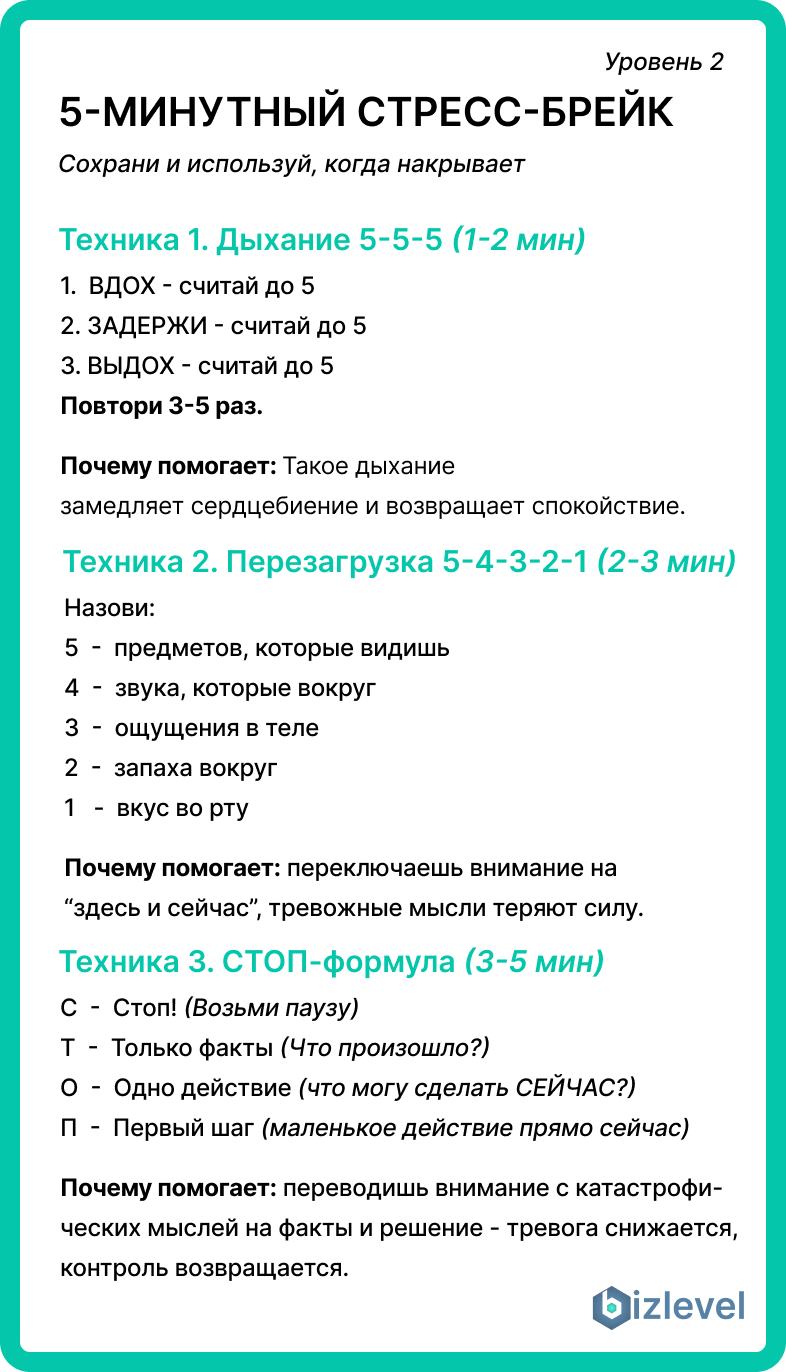 Уровень 2
5-МИНУТНЫЙ СТРЕСС-БРЕЙК
Сохрани и используй, когда накрывает
Техника 1. Дыхание 5-5-5 (1-2 мин)
1. ВДОХ - считай до 5
2. ЗАДЕРЖИ - считай до 5
3. ВЫДОХ - считай до 5
Повтори 3-5 раз.
Почему помогает: Такое дыхание
замедляет сердцебиение и возвращает спокойствие.
Техника 2. Перезагрузка 5-4-3-2-1 (2-3 мин)
Назови:
5 - предметов, которые видишь
4 - звука, которые вокруг
3 - ощущения в теле
2 - запаха вокруг
1 - вкус во рту
Почему помогает: переключаешь внимание на
“здесь и сейчас”, тревожные мысли теряют силу.
Техника 3. СТОП-формула (3-5 мин)
С - Стоп! (Возьми паузу)
Т - Только факты (Что произошло?)
О - Одно действие (что могу сделать СЕЙЧАС?)
П - Первый шаг (маленькое действие прямо сейчас)
Почему помогает: переводишь внимание с катастрофи-
ческих мыслей на факты и решение - тревога снижается,
контроль возвращается.
bizlevel